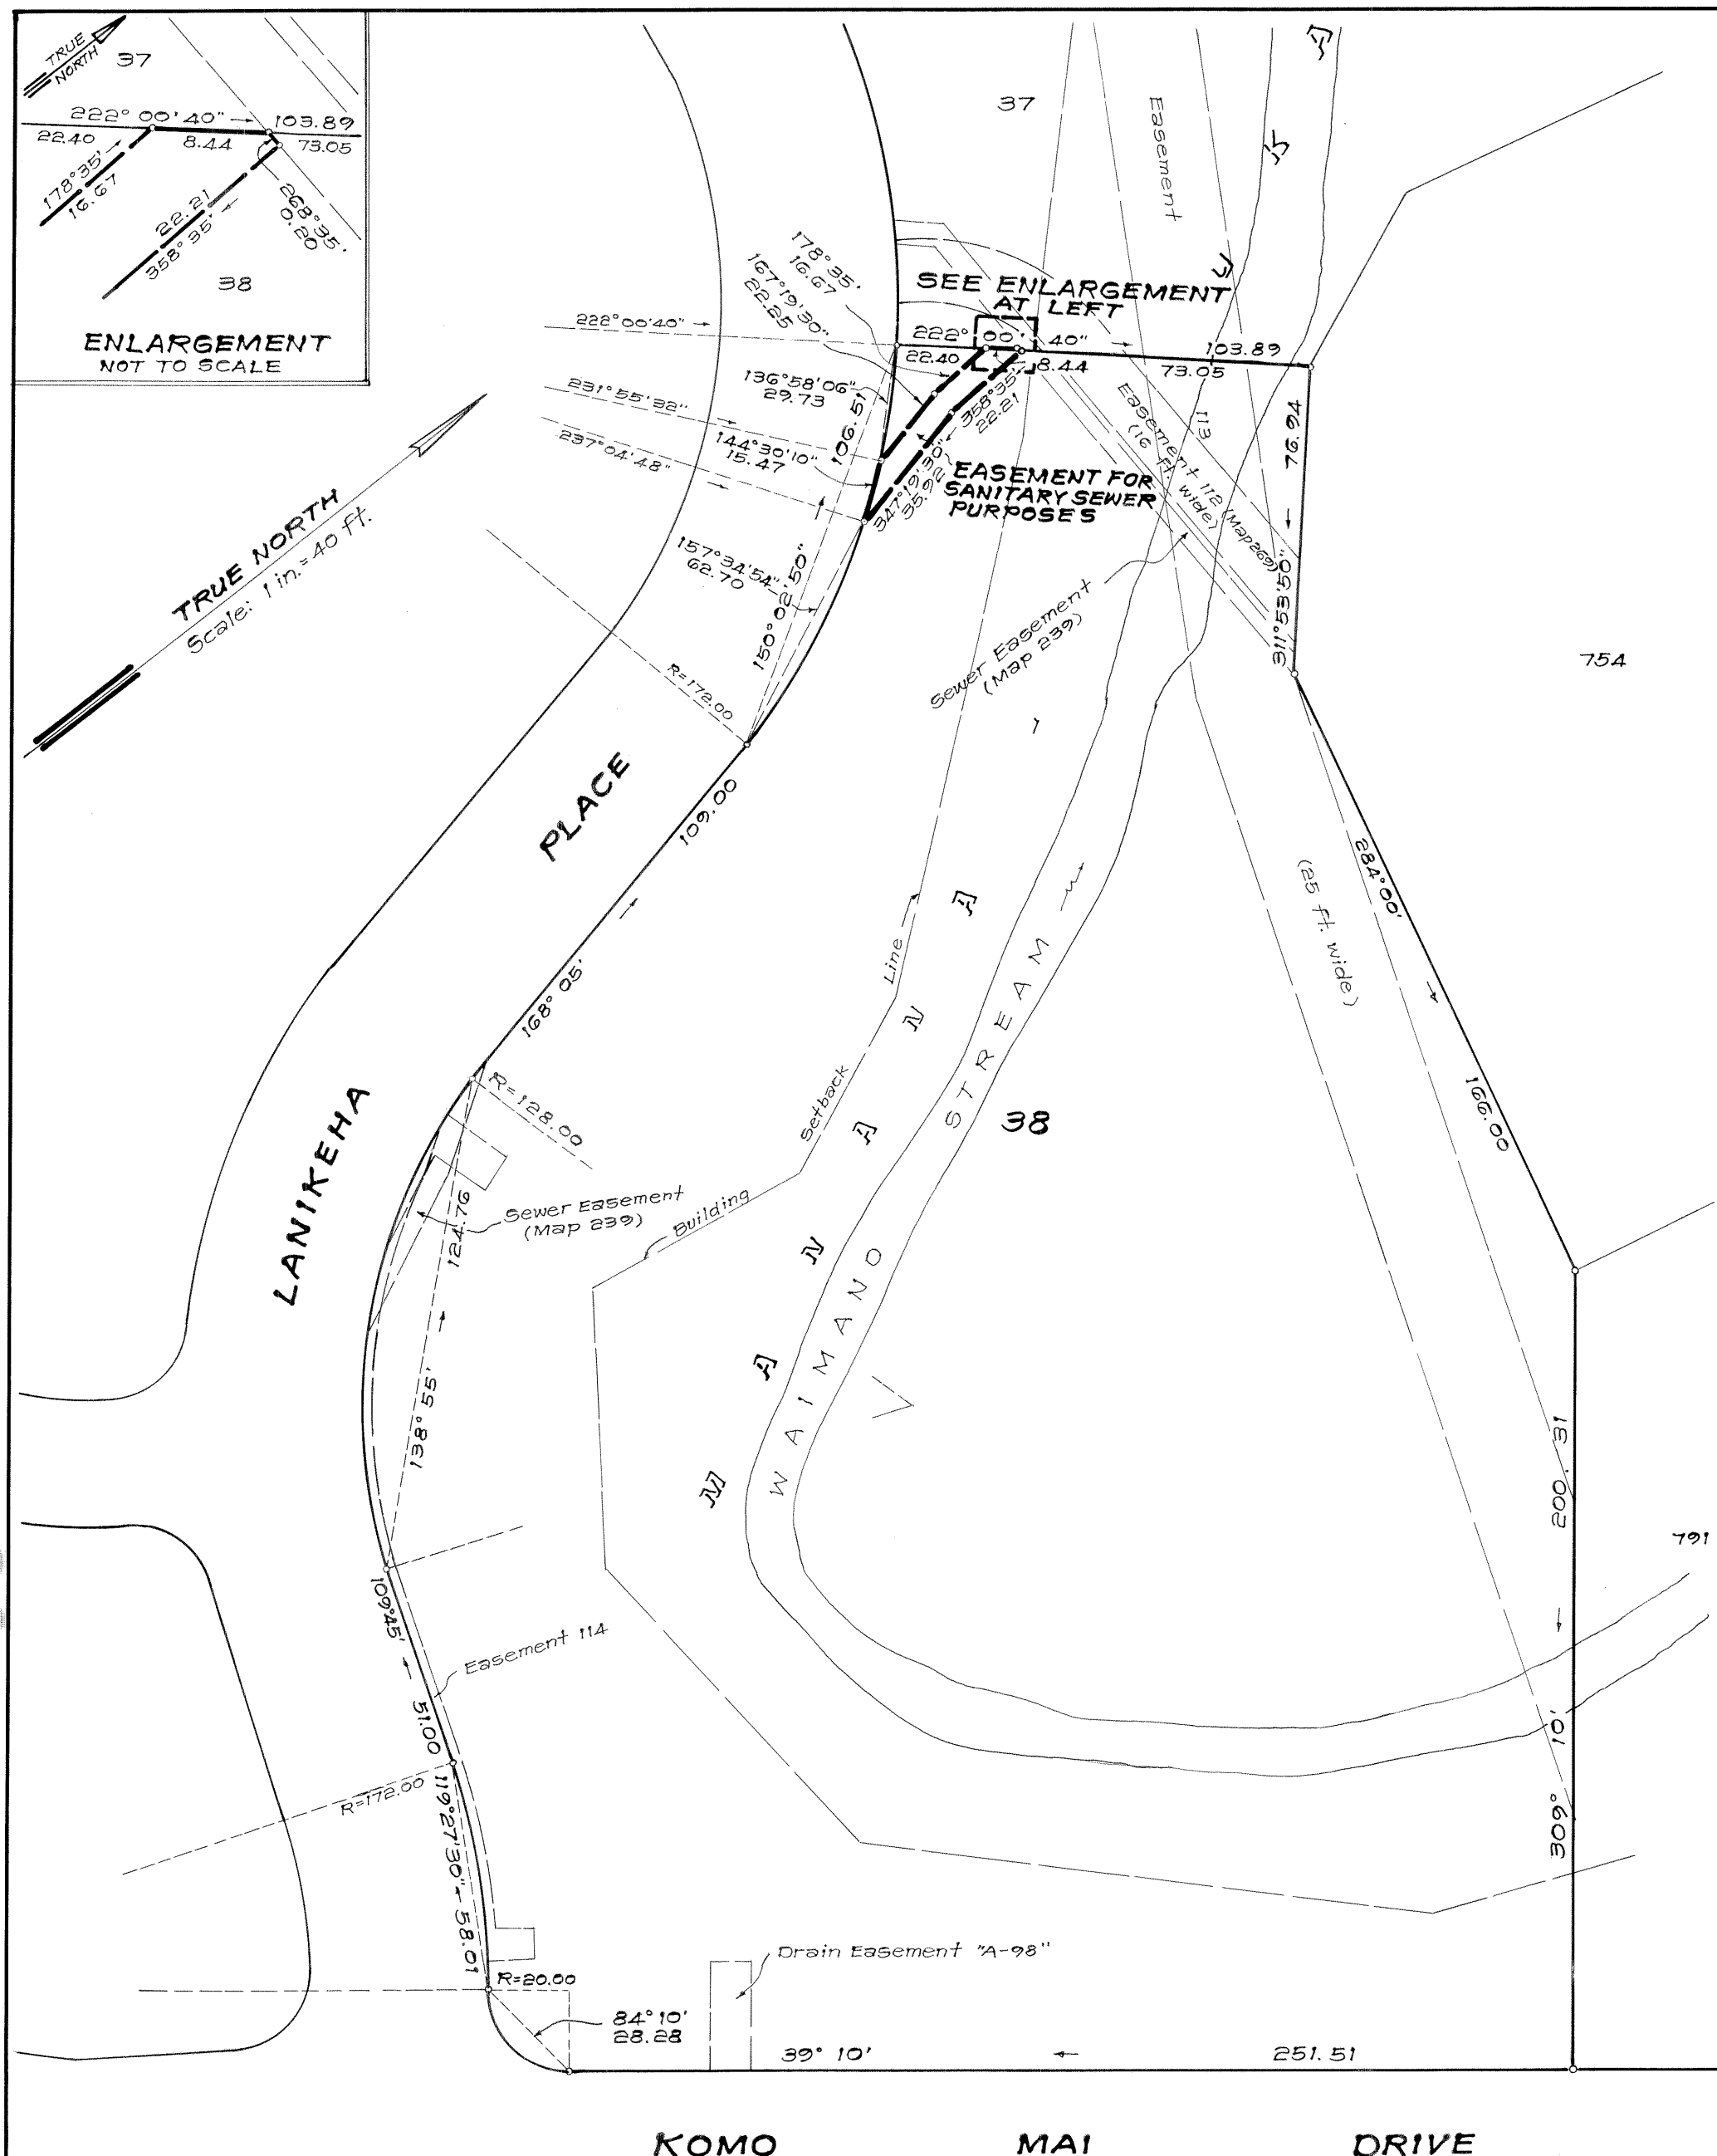 TRUE
NORTH
37
222° 00' 40" 103.89
22.40 8.44 73.05
178°35'
16.67
22.21
358°35'
268°35'
0.20
38
ENLARGEMENT
NOT TO SCALE
37
Easement
178°35'
16.67
167°19'30"
22.25
SEE ENLARGEMENT
AT LEFT
222°00'40"
222° 00' 40" 103.89
22.40 8.44 73.05
136°58'06"
29.73
231°55'32"
237°04'48"
144°30'10"
15.47
106.51
150°02'50"
358°35'
22.21
347°19'30"
EASEMENT FOR
SANITARY SEWER
PURPOSES
Easement 112 (Map 269)
(16 ft. wide)
113
76.94
311°53'50"
TRUE NORTH
Scale: 1 in. = 40 ft.
157°34'54"
62.70
R=172.00
Sewer Easement
(Map 239)
754
LANIKEHA PLACE
109.00
168° 05'
284°00'
166.00
(25 ft. wide)
Building Setback Line
WAIMANO STREAM
38
R=128.00
Sewer Easement
(Map 239)
124.76
138° 55'
200.31
309° 10'
791
109°45'
51.00
Easement 114
R=172.00
119°27'30"
58.01
R=20.00
84°10'
28.28
Drain Easement "A-98"
39° 10' 251.51
KOMO MAI DRIVE